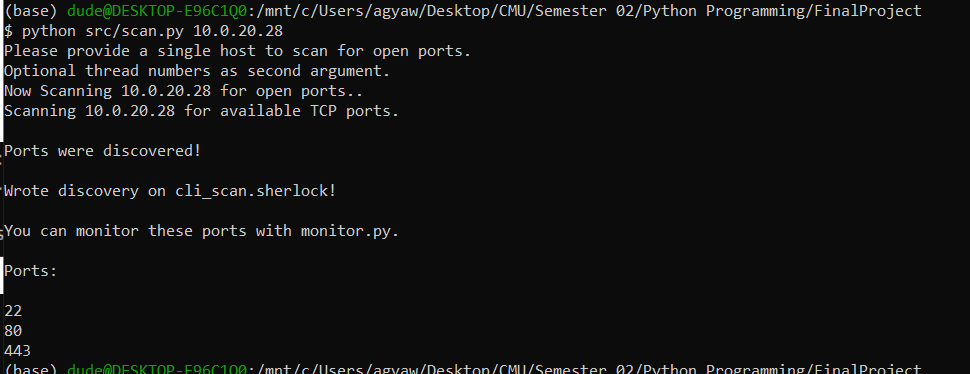 (base) dude@DESKTOP-E96C1Q0:/mnt/c/Users/agyaw/Desktop/CMU/Semester 02/Python Programming/FinalProject
$ python src/scan.py 10.0.20.28
Please provide a single host to scan for open ports.
Optional thread numbers as second argument.
Now Scanning 10.0.20.28 for open ports..
Scanning 10.0.20.28 for available TCP ports.
Ports were discovered!
Wrote discovery on cli_scan.sherlock!
You can monitor these ports with monitor.py.
Ports:
22
80
443
(base) dude@DESKTOP-E96C1Q0:/mnt/c/Users/agyaw/Desktop/CMU/Semester 02/Python Programming/FinalProject